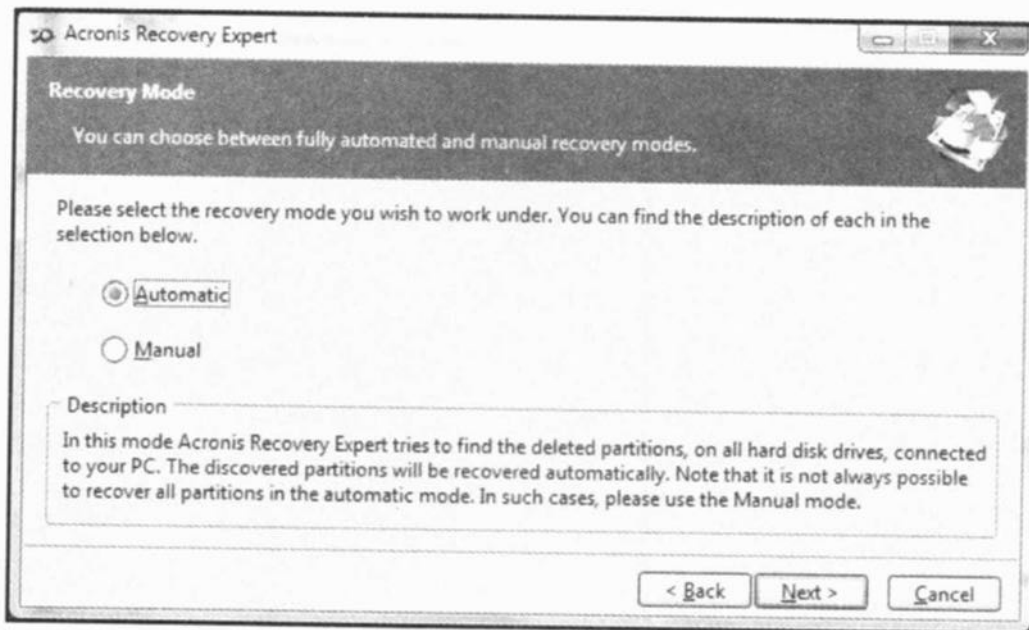 Acronis Recovery Expert
Recovery Mode
You can choose between fully automated and manual recovery modes.
Please select the recovery mode you wish to work under. You can find the description of each in the
selection below.
Automatic
Manual
Description
In this mode Acronis Recovery Expert tries to find the deleted partitions, on all hard disk drives, connected
to your PC. The discovered partitions will be recovered automatically. Note that it is not always possible
to recover all partitions in the automatic mode. In such cases, please use the Manual mode.
< Back Next > Cancel